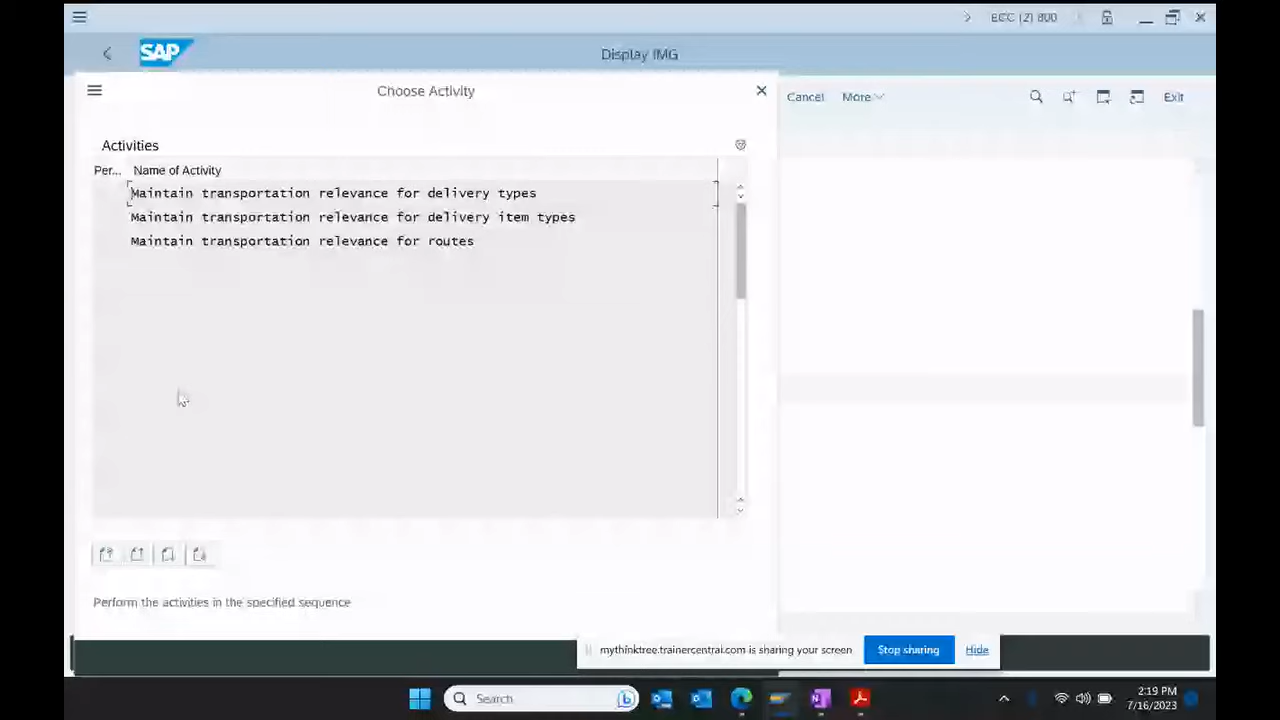 ECC (2) 800
SAP
Display IMG
Choose Activity
Cancel More Exit
Activities
Per... Name of Activity
Maintain transportation relevance for delivery types
Maintain transportation relevance for delivery item types
Maintain transportation relevance for routes
Perform the activities in the specified sequence
mythinktree.trainercentral.com is sharing your screen Stop sharing Hide
Search
2:19 PM
7/16/2023